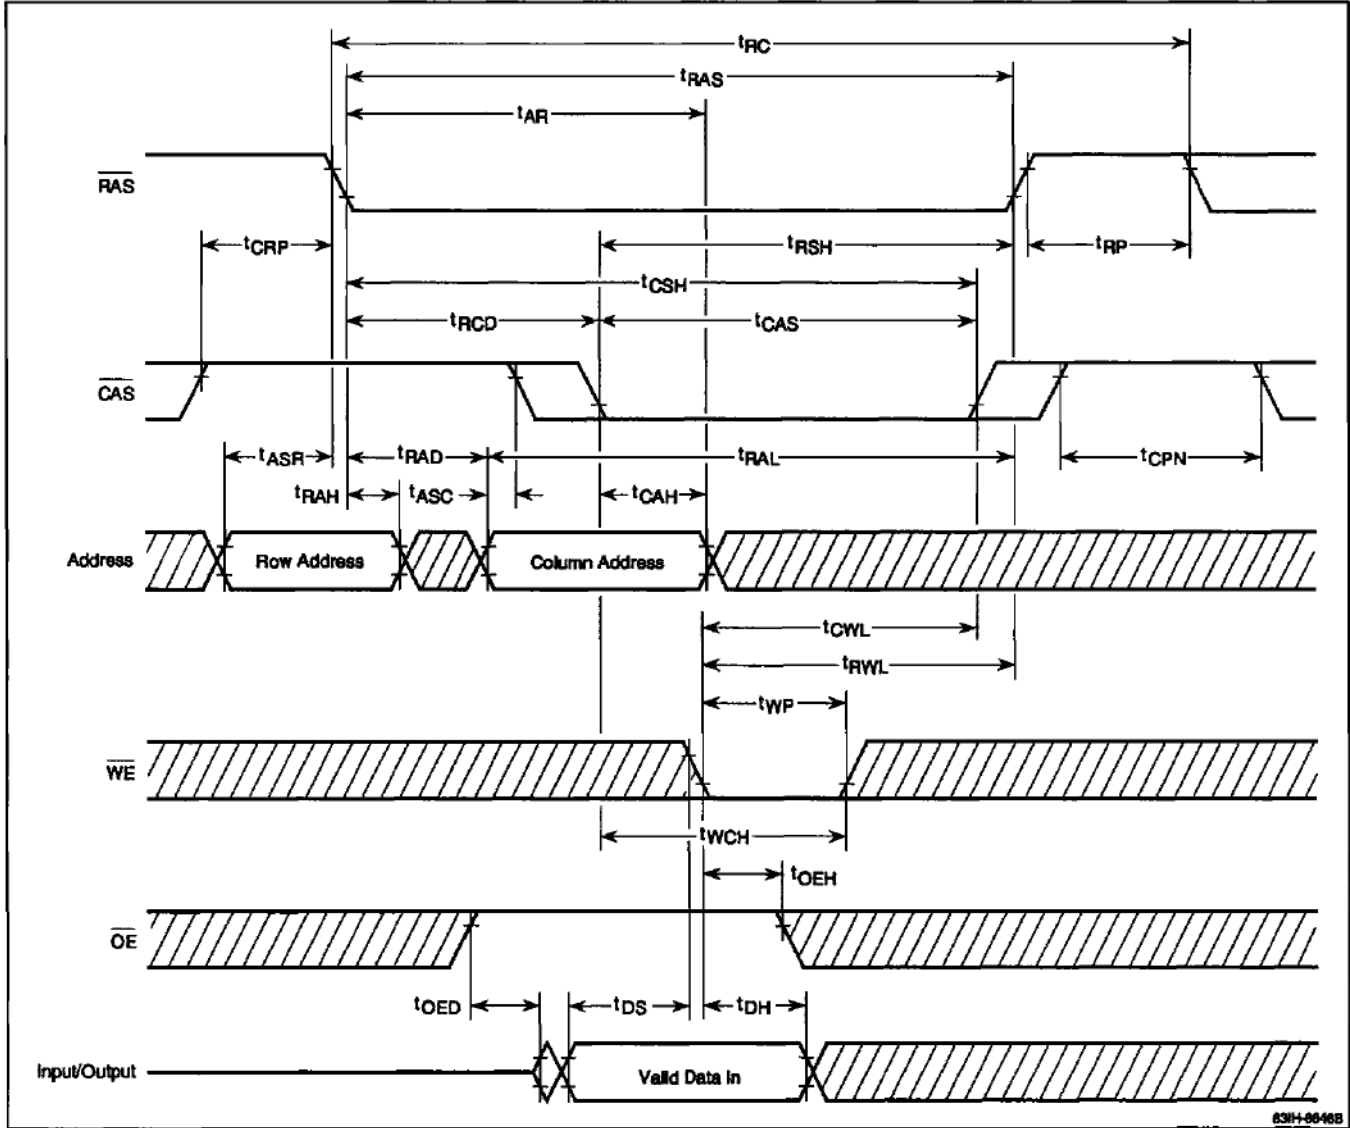 tRC
tRAS
tAR
RAS
tCRP
tRSH
tRP
tCSH
tRCD
tCAS
CAS
tASR
tRAD
tRAL
tCPN
tRAH
tASC
tCAH
Address
Row Address
Column Address
tCWL
tRWL
tWP
WE
tWCH
tOEH
OE
tOED
tDS
tDH
Input/Output
Valid Data In
83IH-6646B